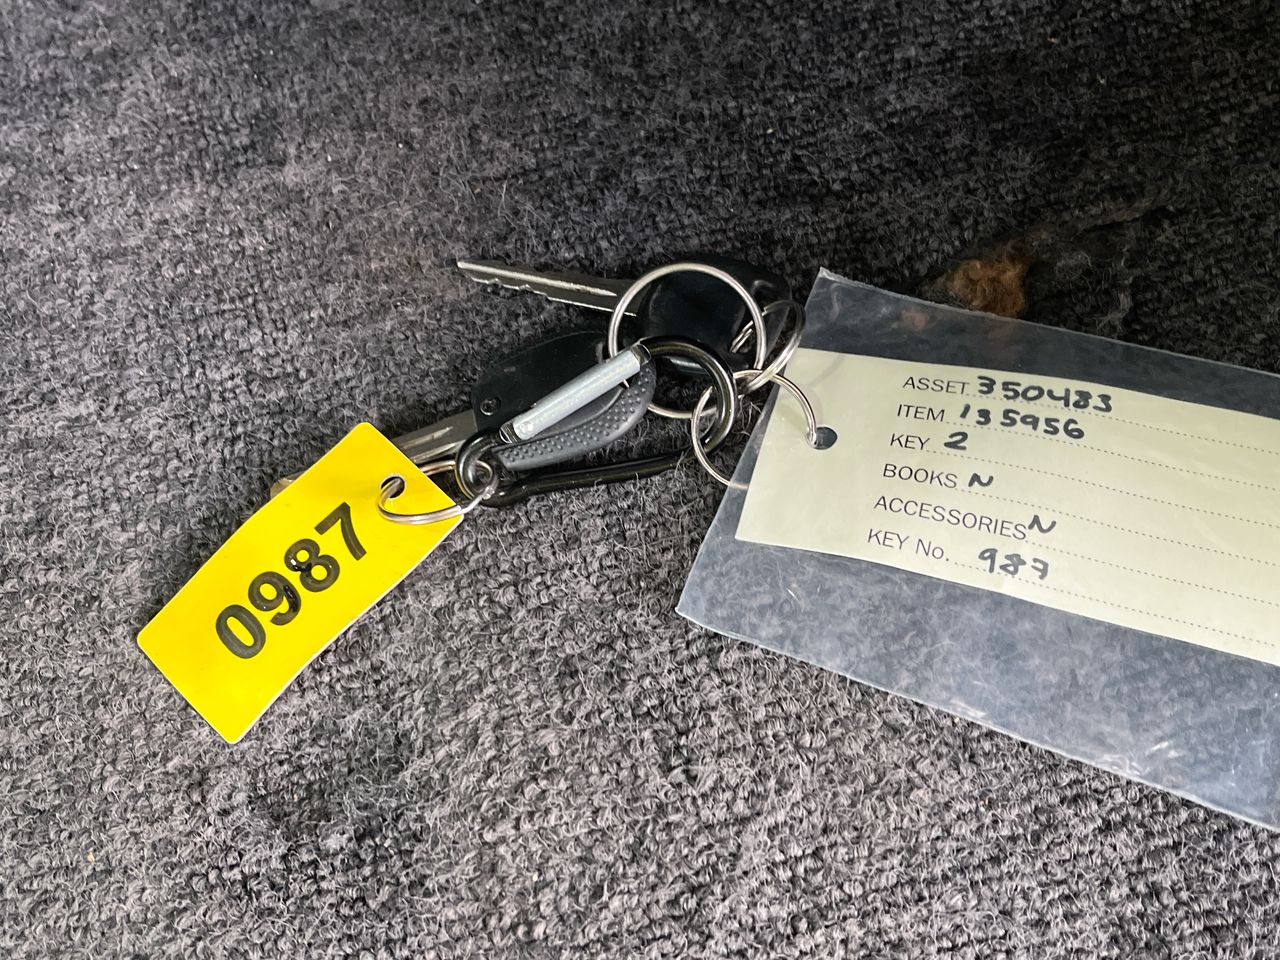 0987
ASSET 350483
ITEM 135956
KEY 2
BOOKS N
ACCESSORIES N
KEY No. 987